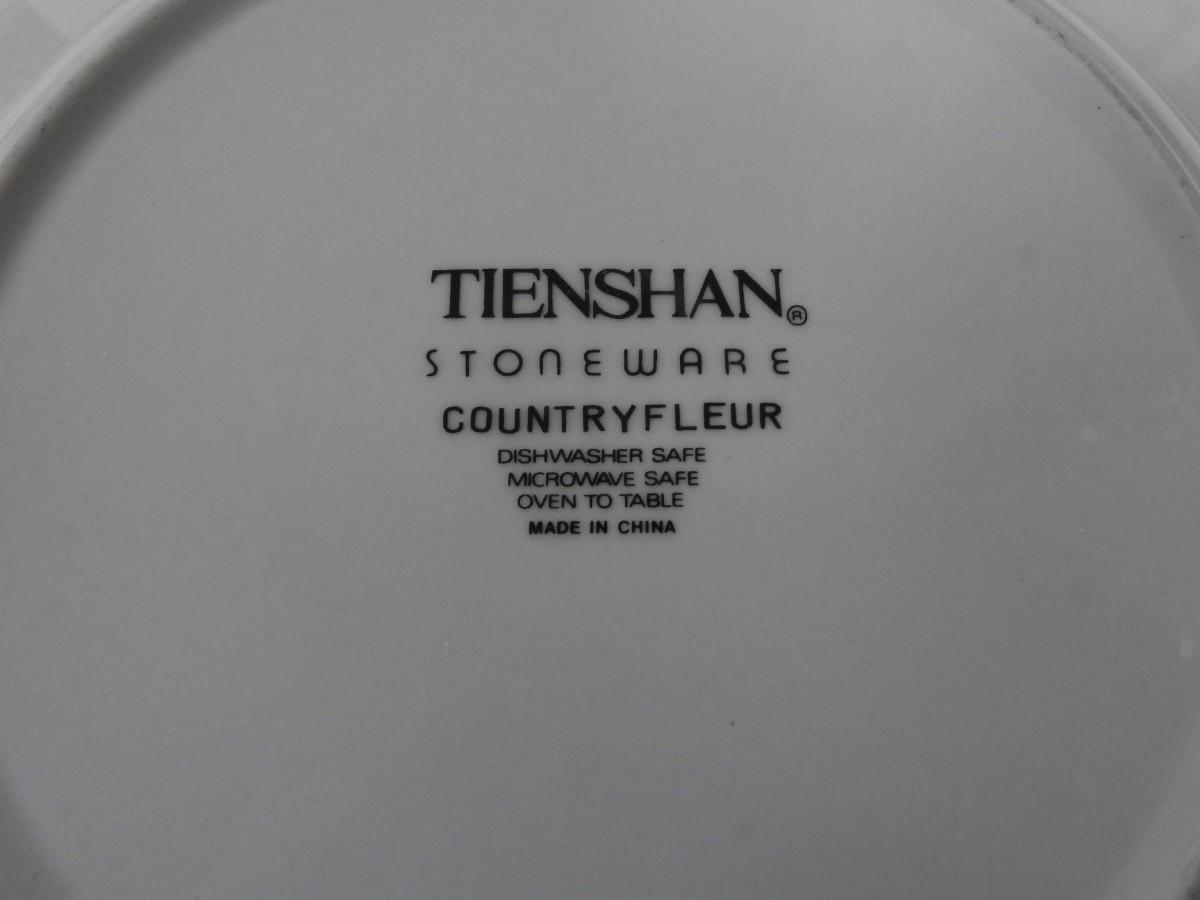 TIENSHAN®
STONEWARE
COUNTRYFLEUR
DISHWASHER SAFE
MICROWAVE SAFE
OVEN TO TABLE
MADE IN CHINA